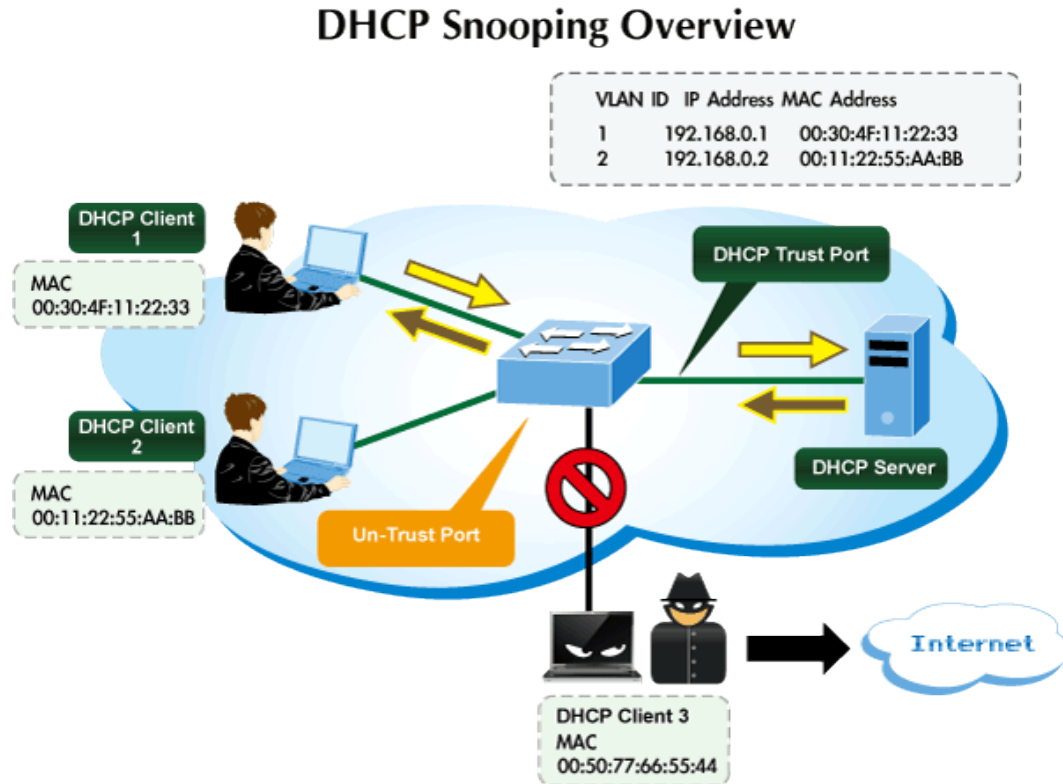 DHCP Snooping Overview
VLAN ID IP Address MAC Address
1 192.168.0.1 00:30:4F:11:22:33
2 192.168.0.2 00:11:22:55:AA:BB
DHCP Client
1
MAC
00:30:4F:11:22:33
DHCP Trust Port
DHCP Client
2
MAC
00:11:22:55:AA:BB
DHCP Server
Un-Trust Port
Internet
DHCP Client 3
MAC
00:50:77:66:55:44